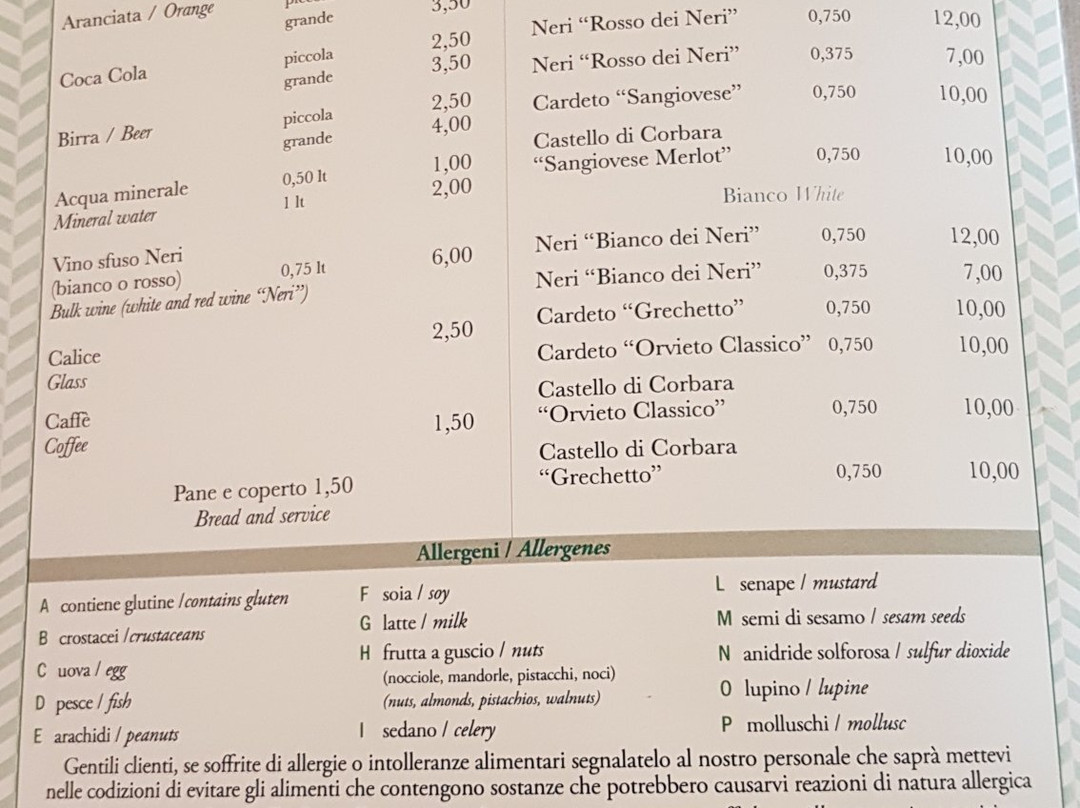 Aranciata / Orange
grande 3,50
Coca Cola piccola 2,50
grande 3,50
Birra / Beer piccola 2,50
grande 4,00
Acqua minerale 0,50 lt 1,00
Mineral water 1 lt 2,00
Vino sfuso Neri 6,00
(bianco o rosso) 0,75 lt
Bulk wine (white and red wine “Neri”)
Calice 2,50
Glass
Caffè 1,50
Coffee
Pane e coperto 1,50
Bread and service
Neri “Rosso dei Neri” 0,750 12,00
Neri “Rosso dei Neri” 0,375 7,00
Cardeto “Sangiovese” 0,750 10,00
Castello di Corbara
“Sangiovese Merlot” 0,750 10,00
Bianco White
Neri “Bianco dei Neri” 0,750 12,00
Neri “Bianco dei Neri” 0,375 7,00
Cardeto “Grechetto” 0,750 10,00
Cardeto “Orvieto Classico” 0,750 10,00
Castello di Corbara
“Orvieto Classico” 0,750 10,00
Castello di Corbara
“Grechetto” 0,750 10,00
Allergeni / Allergenes
A contiene glutine /contains gluten
B crostacei /crustaceans
C uova / egg
D pesce / fish
E arachidi / peanuts
F soia / soy
G latte / milk
H frutta a guscio / nuts
(nocciole, mandorle, pistacchi, noci)
(nuts, almonds, pistachios, walnuts)
I sedano / celery
L senape / mustard
M semi di sesamo / sesam seeds
N anidride solforosa / sulfur dioxide
O lupino / lupine
P molluschi / mollusc
Gentili clienti, se soffrite di allergie o intolleranze alimentari segnalatelo al nostro personale che saprà mettevi
nelle codizioni di evitare gli alimenti che contengono sostanze che potrebbero causarvi reazioni di natura allergica